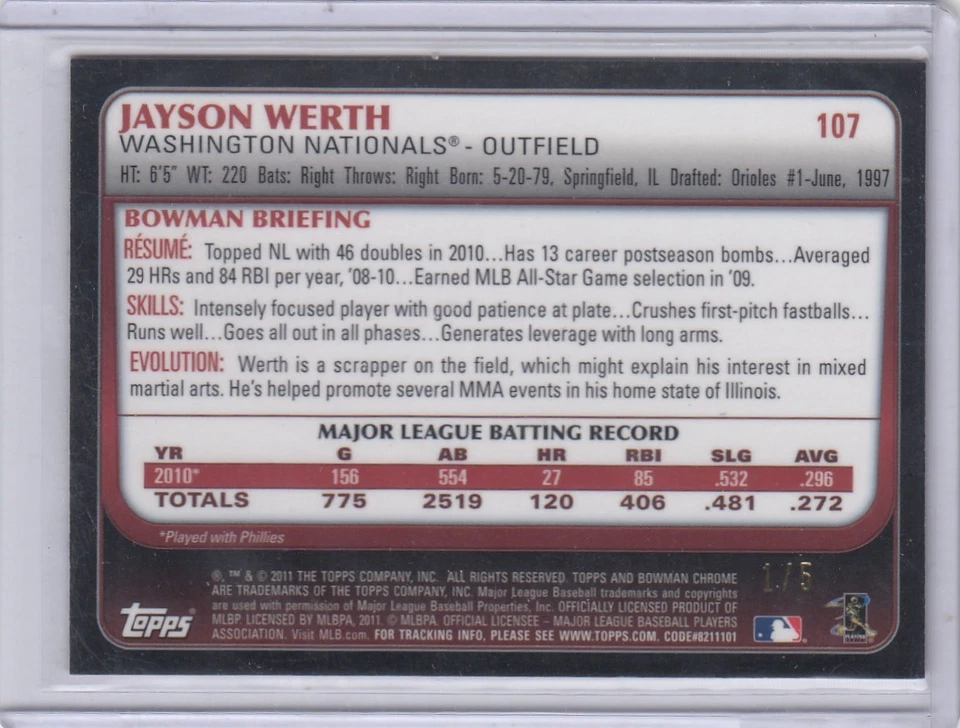 JAYSON WERTH
107
WASHINGTON NATIONALS® - OUTFIELD
HT: 6'5" WT: 220 Bats: Right Throws: Right Born: 5-20-79, Springfield, IL Drafted: Orioles #1-June, 1997
BOWMAN BRIEFING
RÉSUMÉ: Topped NL with 46 doubles in 2010...Has 13 career postseason bombs...Averaged
29 HRs and 84 RBI per year, '08-10...Earned MLB All-Star Game selection in '09.
SKILLS: Intensely focused player with good patience at plate...Crushes first-pitch fastballs...
Runs well...Goes all out in all phases...Generates leverage with long arms.
EVOLUTION: Werth is a scrapper on the field, which might explain his interest in mixed
martial arts. He's helped promote several MMA events in his home state of Illinois.
MAJOR LEAGUE BATTING RECORD
YR G AB HR RBI SLG AVG
2010* 156 554 27 85 .532 .296
TOTALS 775 2519 120 406 .481 .272
*Played with Phillies
®, ™ & © 2011 THE TOPPS COMPANY, INC. ALL RIGHTS RESERVED. TOPPS AND BOWMAN CHROME
ARE TRADEMARKS OF THE TOPPS COMPANY, INC. Major League Baseball trademarks and copyrights
are used with permission of Major League Baseball Properties, Inc. OFFICIALLY LICENSED PRODUCT OF
MLBP. LICENSED BY MLBPA, 2011. © MLBPA. OFFICIAL LICENSEE - MAJOR LEAGUE BASEBALL PLAYERS
ASSOCIATION. Visit MLB.com. FOR TRACKING INFO, PLEASE SEE WWW.TOPPS.COM. CODE#8211101
1/5
Topps